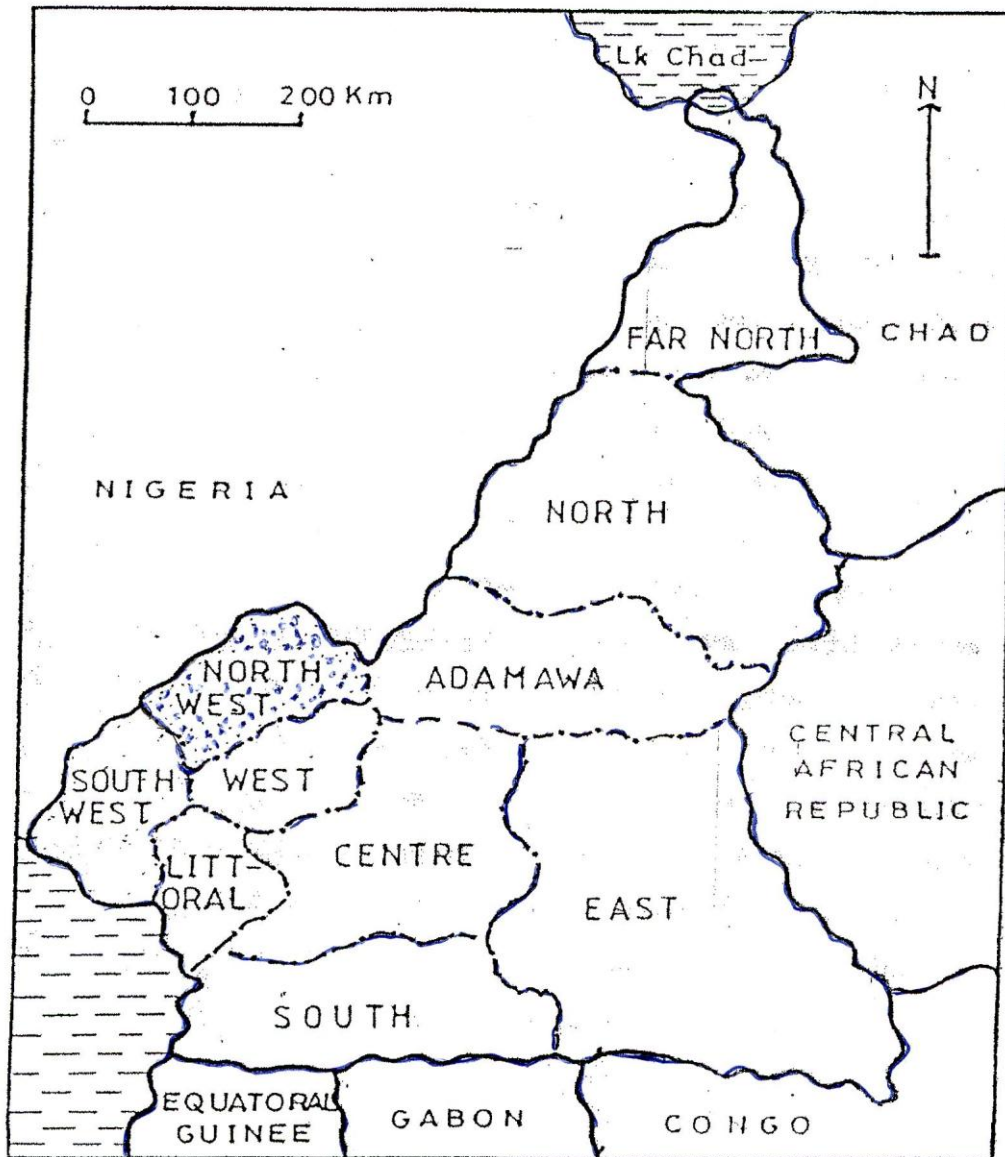 Lk Chad
0 100 200 Km
N
FAR NORTH
CHAD
NIGERIA
NORTH
NORTH
WEST
ADAMAWA
CENTRAL
AFRICAN
REPUBLIC
SOUTH
WEST
WEST
LITT-
ORAL
CENTRE
EAST
SOUTH
EQUATORAL
GUINEE
GABON
CONGO